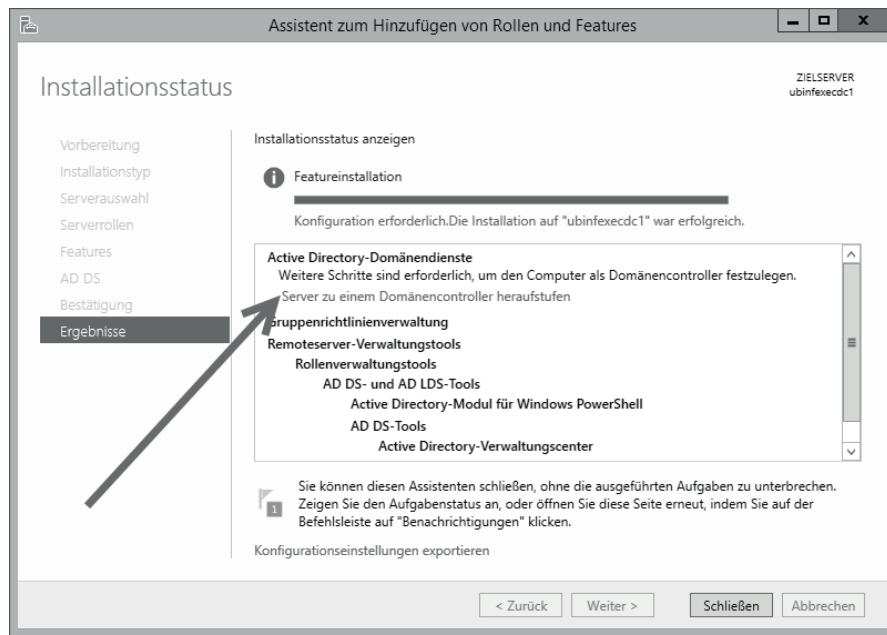 Assistent zum Hinzufügen von Rollen und Features
Installationsstatus
ZIELSERVER
ubinfexecdc1
Vorbereitung
Installationstyp
Serverauswahl
Serverrollen
Features
AD DS
Bestätigung
Ergebnisse
Installationsstatus anzeigen
Featureinstallation
Konfiguration erforderlich.Die Installation auf "ubinfexecdc1" war erfolgreich.
Active Directory-Domänendienste
Weitere Schritte sind erforderlich, um den Computer als Domänencontroller festzulegen.
Server zu einem Domänencontroller heraufstufen
Gruppenrichtlinienverwaltung
Remoteserver-Verwaltungstools
Rollenverwaltungstools
AD DS- und AD LDS-Tools
Active Directory-Modul für Windows PowerShell
AD DS-Tools
Active Directory-Verwaltungscenter
1
Sie können diesen Assistenten schließen, ohne die ausgeführten Aufgaben zu unterbrechen.
Zeigen Sie den Aufgabenstatus an, oder öffnen Sie diese Seite erneut, indem Sie auf der
Befehlsleiste auf "Benachrichtigungen" klicken.
Konfigurationseinstellungen exportieren
< Zurück
Weiter >
Schließen
Abbrechen